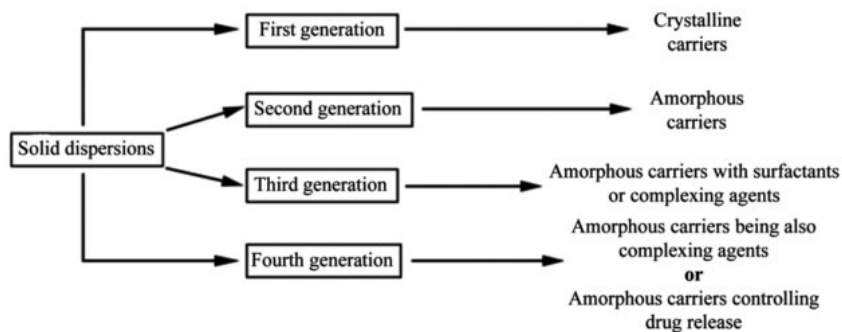 First generation
Crystalline
carriers
Second generation
Amorphous
carriers
Solid dispersions
Third generation
Amorphous carriers with surfactants
or complexing agents
Fourth generation
Amorphous carriers being also
complexing agents
or
Amorphous carriers controlling
drug release